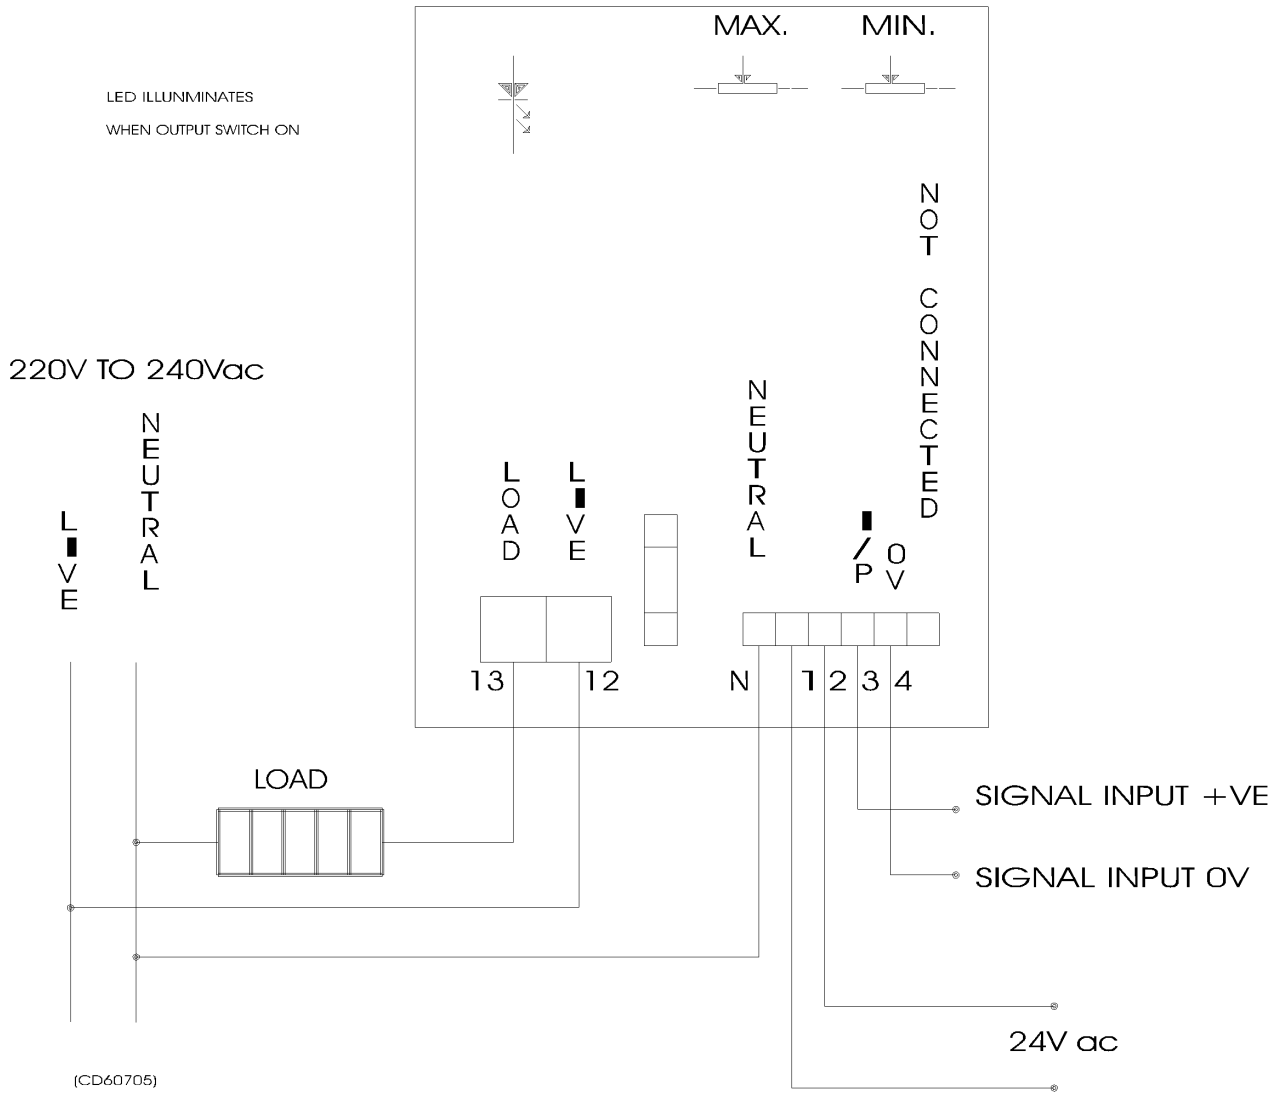 MAX. MIN.
LED ILLUNMINATES
WHEN OUTPUT SWITCH ON
NOT CONNECTED
220V TO 240Vac
LIVE
NEUTRAL
LOAD
LIVE
NEUTRAL
I/P
0V
13 12 N 1 2 3 4
LOAD
SIGNAL INPUT +VE
SIGNAL INPUT 0V
24V ac
(CD60705)